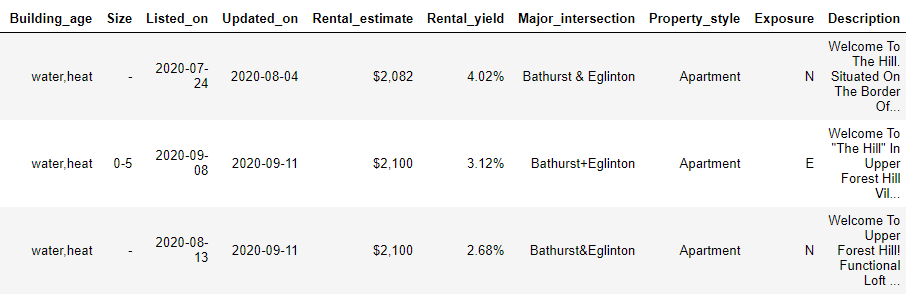 Building_age Size Listed_on Updated_on Rental_estimate Rental_yield Major_intersection Property_style Exposure Description
water,heat - 2020-07-24 2020-08-04 $2,082 4.02% Bathurst & Eglinton Apartment N Welcome To The Hill. Situated On The Border Of...
water,heat 0-5 2020-09-08 2020-09-11 $2,100 3.12% Bathurst+Eglinton Apartment E Welcome To "The Hill" In Upper Forest Hill Vil...
water,heat - 2020-08-13 2020-09-11 $2,100 2.68% Bathurst&Eglinton Apartment N Welcome To Upper Forest Hill! Functional Loft ...